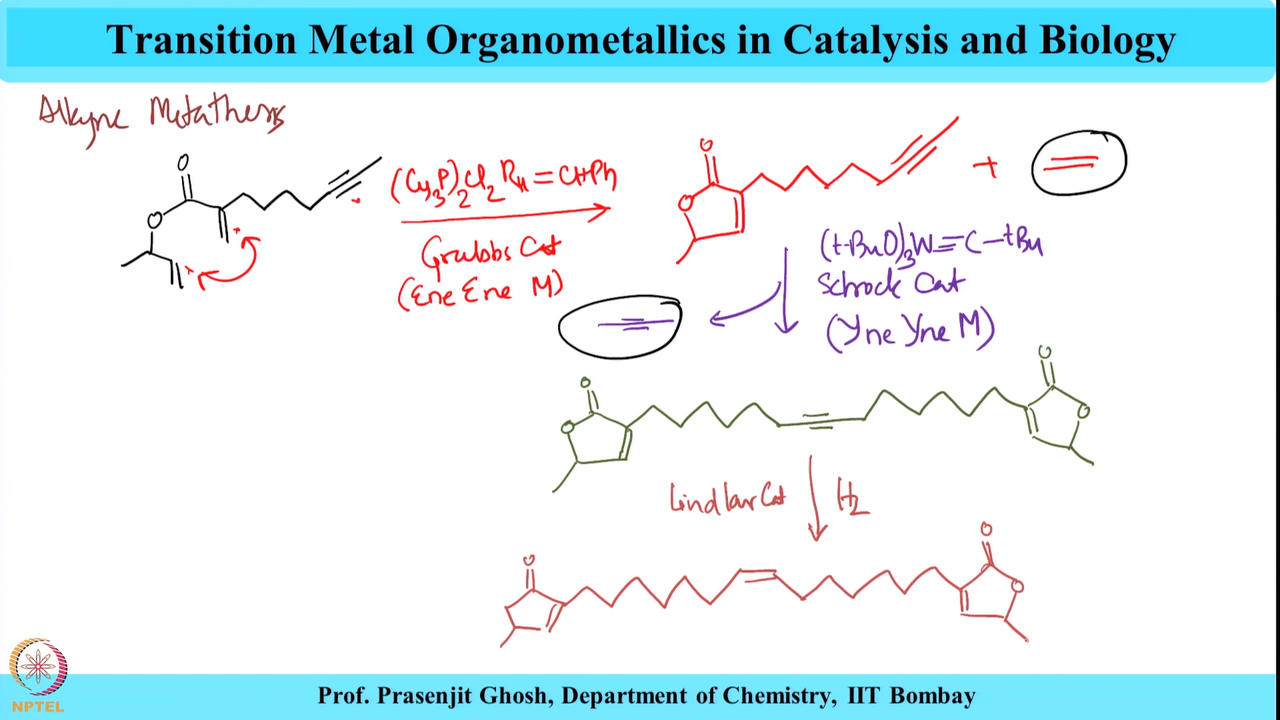 Transition Metal Organometallics in Catalysis and Biology
Alkyne Metathesis
O
O
(Cy3P)2Cl2Ru=CHPh
Grubbs Cat
(Ene Ene M)
O
O
+
(t-BuO)3W≡C-tBu
Schrock Cat
(Yne Yne M)
O
O
O
O
Lindlar Cat
H2
O
O
O
NPTEL
Prof. Prasenjit Ghosh, Department of Chemistry, IIT Bombay